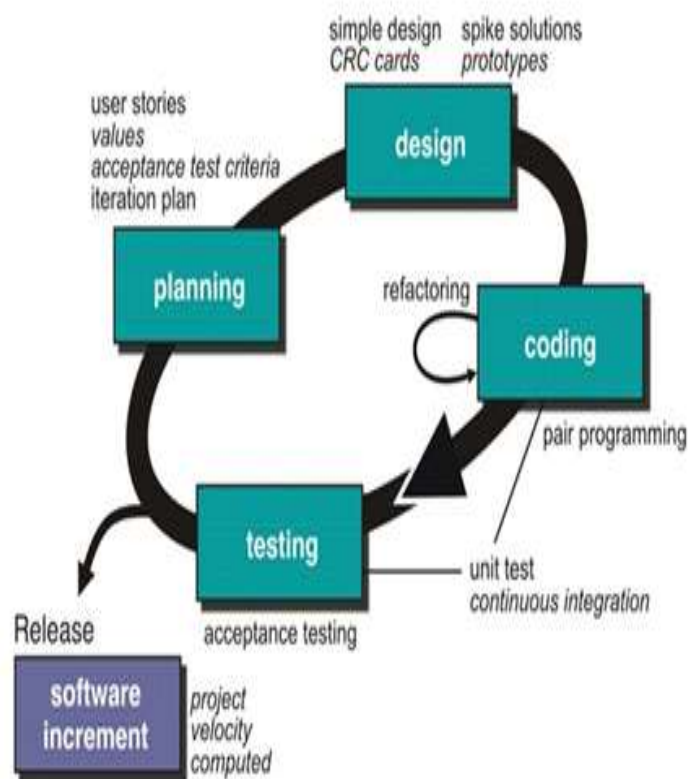 simple design
CRC cards
spike solutions
prototypes
user stories
values
acceptance test criteria
iteration plan
design
planning
refactoring
coding
pair programming
testing
unit test
continuous integration
acceptance testing
Release
software
increment
project
velocity
computed